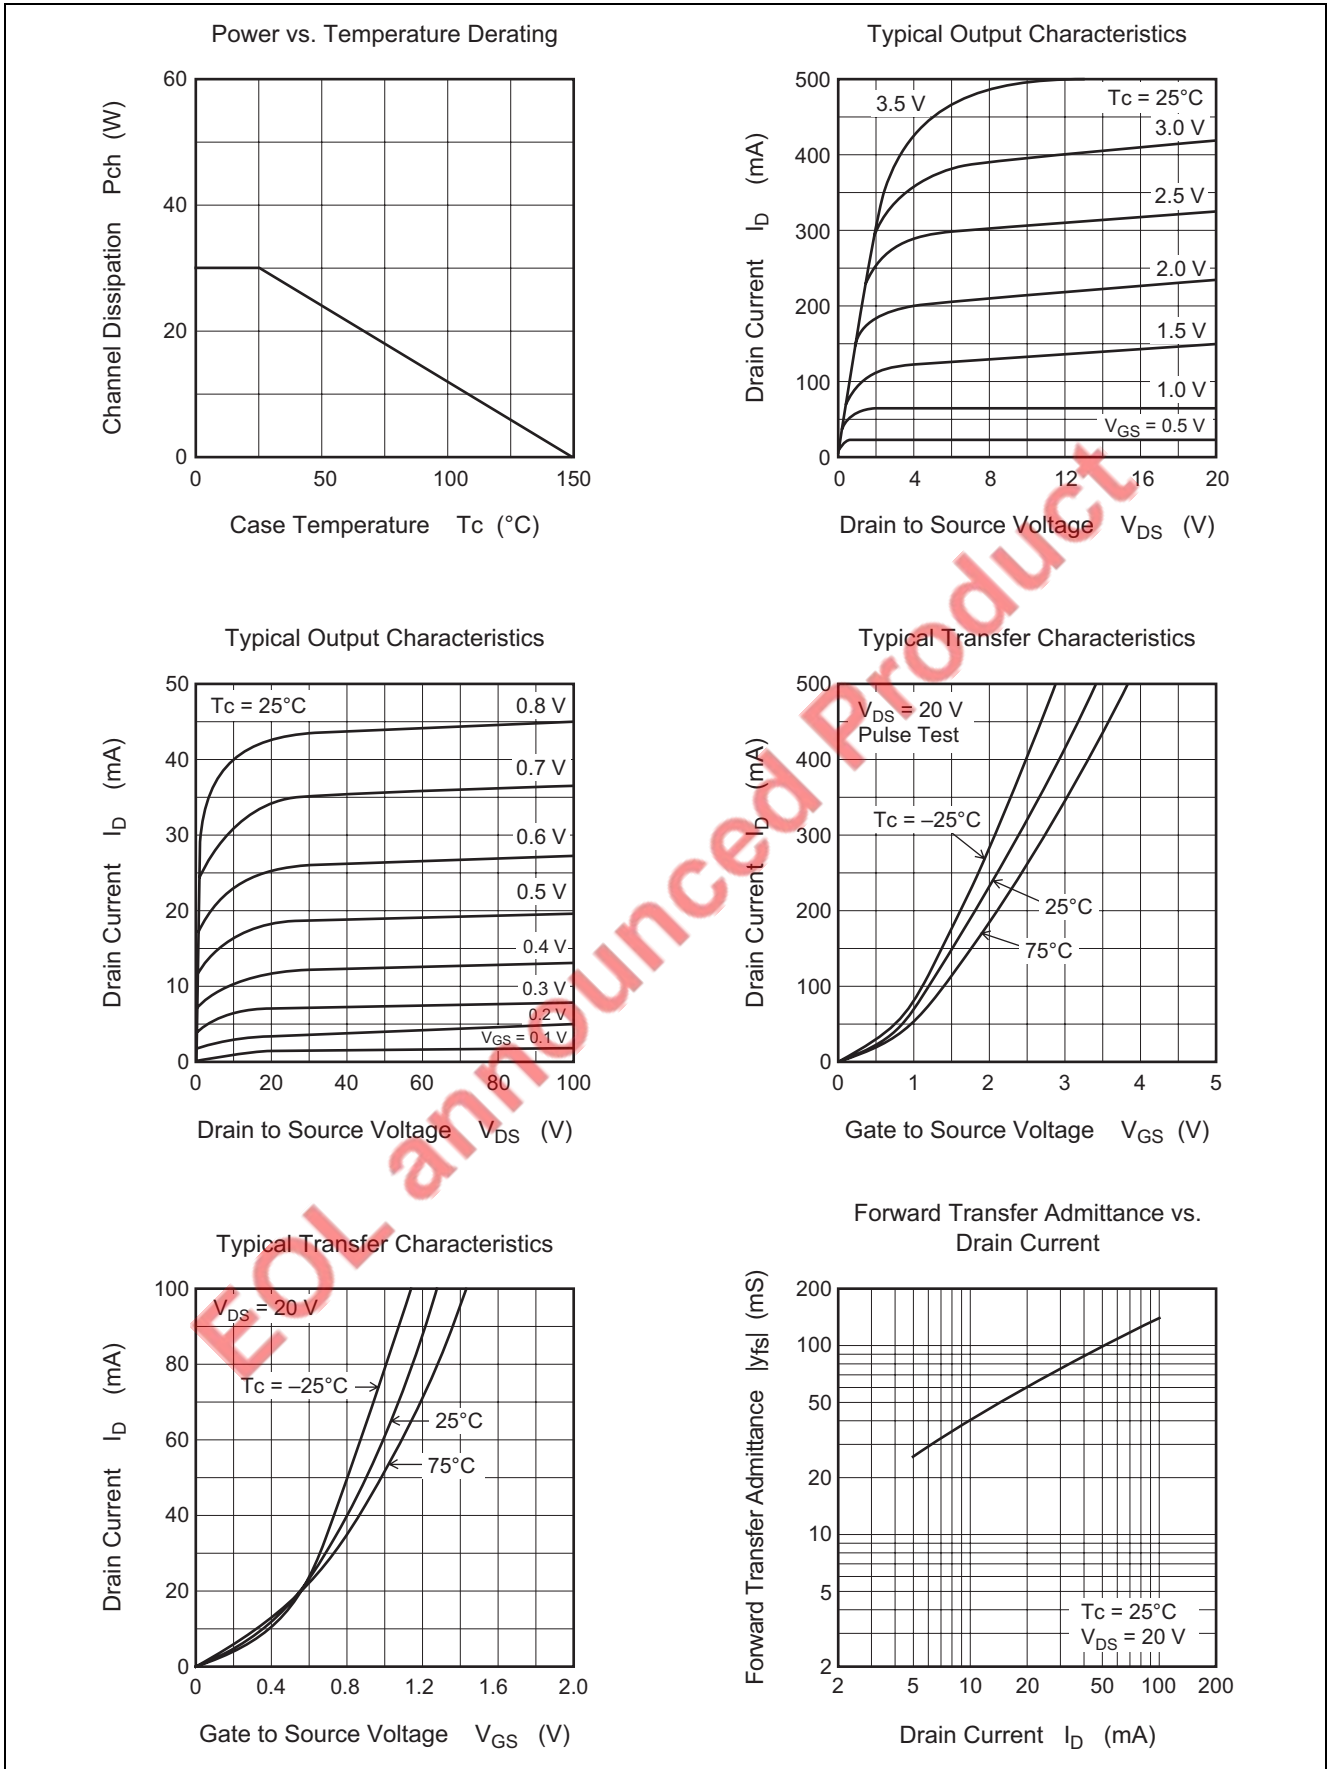 Power vs. Temperature Derating
60
40
20
0
0 50 100 150
Channel Dissipation Pch (W)
Case Temperature Tc (°C)
Typical Output Characteristics
500
400
300
200
100
0
0 4 8 12 16 20
3.5 V
Tc = 25°C
3.0 V
2.5 V
2.0 V
1.5 V
1.0 V
VGS = 0.5 V
Drain Current ID (mA)
Drain to Source Voltage VDS (V)
Typical Output Characteristics
50
40
30
20
10
0
0 20 40 60 80 100
Tc = 25°C
0.8 V
0.7 V
0.6 V
0.5 V
0.4 V
0.3 V
0.2 V
VGS = 0.1 V
Drain Current ID (mA)
Drain to Source Voltage VDS (V)
Typical Transfer Characteristics
500
400
300
200
100
0
0 1 2 3 4 5
VDS = 20 V
Pulse Test
Tc = –25°C
25°C
75°C
Drain Current ID (mA)
Gate to Source Voltage VGS (V)
Typical Transfer Characteristics
100
80
60
40
20
0
0 0.4 0.8 1.2 1.6 2.0
VDS = 20 V
Tc = –25°C
25°C
75°C
Drain Current ID (mA)
Gate to Source Voltage VGS (V)
Forward Transfer Admittance vs.
Drain Current
200
100
50
20
10
5
2
2 5 10 20 50 100 200
Tc = 25°C
VDS = 20 V
Forward Transfer Admittance |yfs| (mS)
Drain Current ID (mA)
EOL announced Product